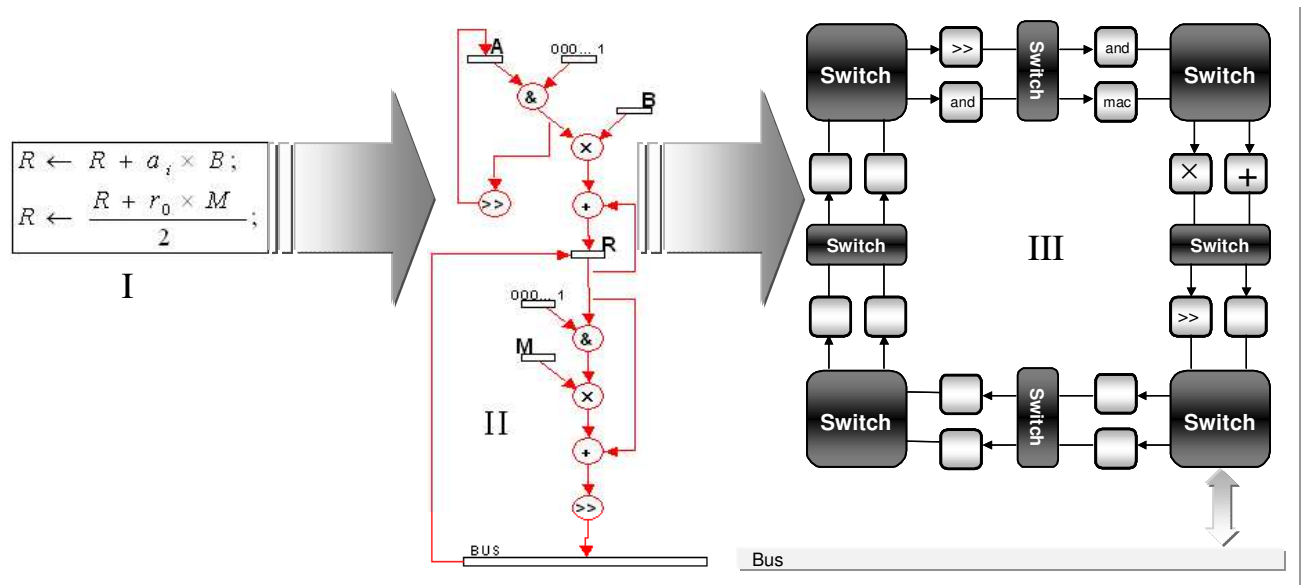 R ← R + a_i × B ;
R ← (R + r_0 × M) / 2 ;
I
A
000... 1
&
B
×
>>
+
R
000... 1
&
M
×
II
+
>>
BUS
Switch
>>
Switch
and
Switch
and
mac
×
+
Switch
III
Switch
>>
Switch
Switch
Switch
Bus